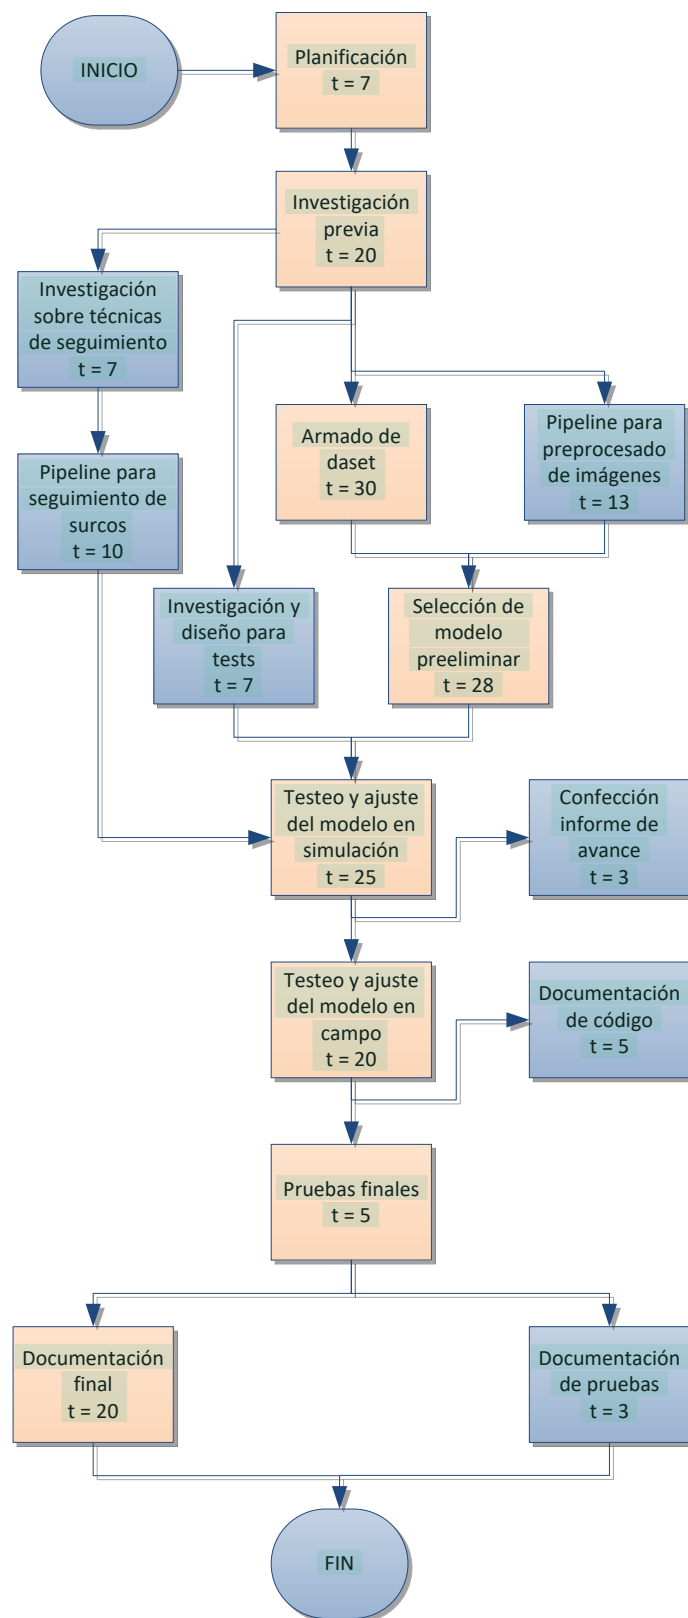 INICIO
Planificación
t = 7
Investigación
previa
t = 20
Investigación
sobre técnicas
de seguimiento
t = 7
Armado de
daset
t = 30
Pipeline para
preprocesado
de imágenes
t = 13
Pipeline para
seguimiento de
surcos
t = 10
Investigación y
diseño para
tests
t = 7
Selección de
modelo
preeliminar
t = 28
Testeo y ajuste
del modelo en
simulación
t = 25
Confección
informe de
avance
t = 3
Testeo y ajuste
del modelo en
campo
t = 20
Documentación
de código
t = 5
Pruebas finales
t = 5
Documentación
final
t = 20
Documentación
de pruebas
t = 3
FIN